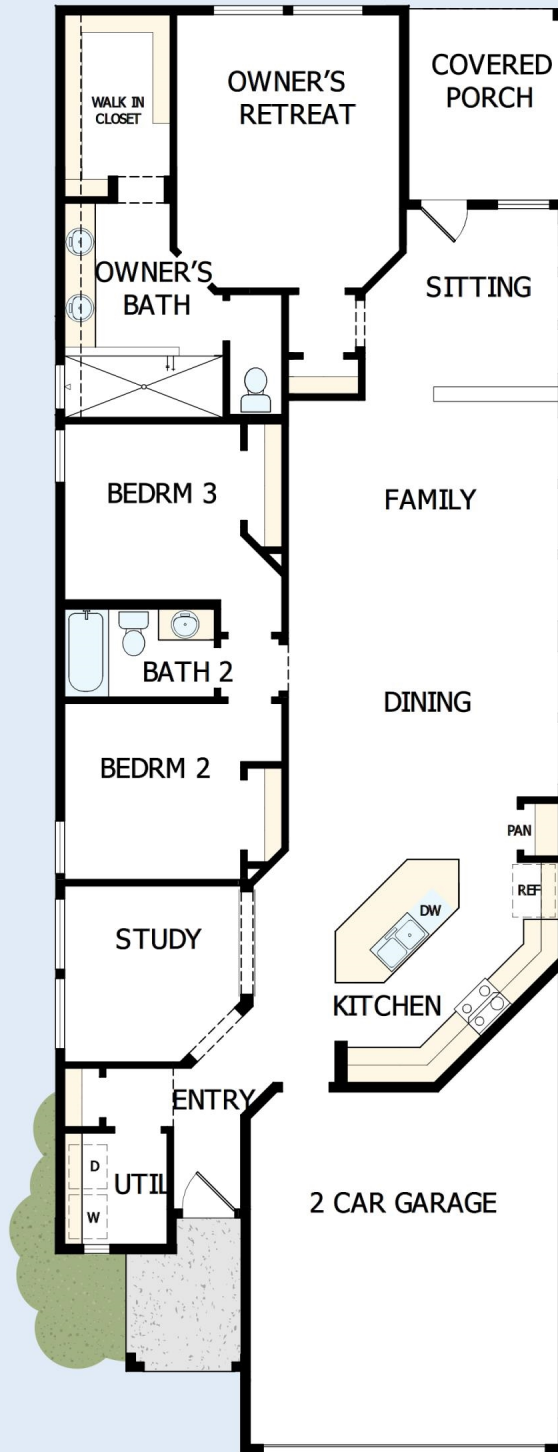 WALK IN
CLOSET
OWNER'S
RETREAT
COVERED
PORCH
OWNER'S
BATH
SITTING
BEDRM 3
FAMILY
BATH 2
DINING
BEDRM 2
PAN
REF
DW
STUDY
KITCHEN
ENTRY
D
UTIL
W
2 CAR GARAGE